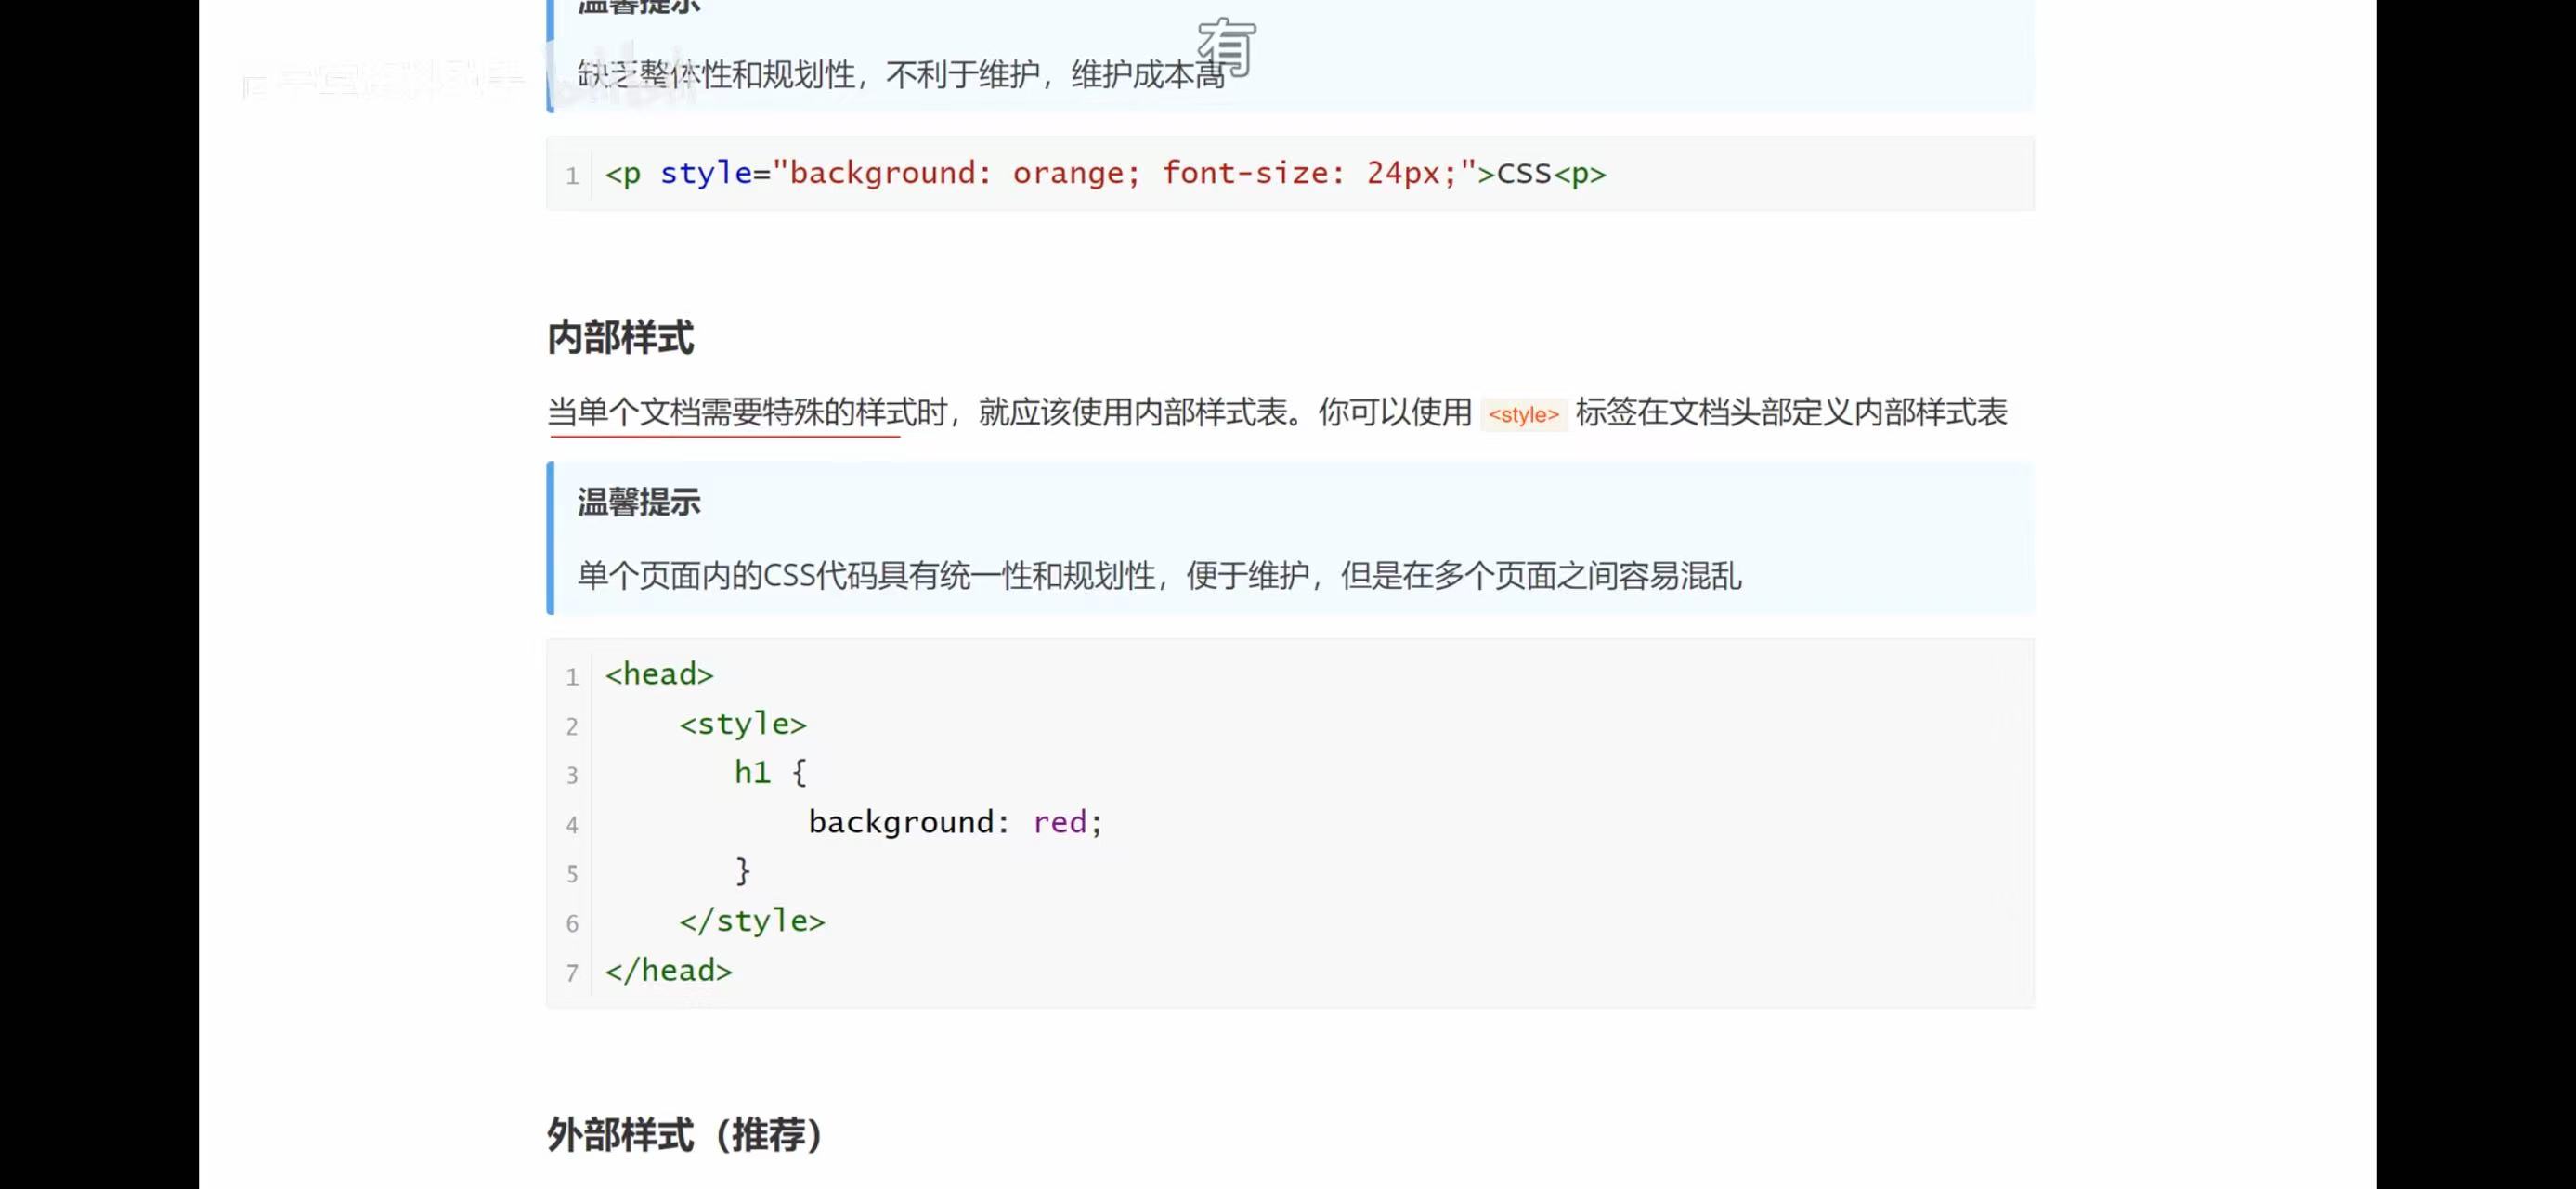 温馨提示
有
缺乏整体性和规划性，不利于维护，维护成本高
1 <p style="background: orange; font-size: 24px;">CSS<p>
内部样式
当单个文档需要特殊的样式时，就应该使用内部样式表。你可以使用 <style> 标签在文档头部定义内部样式表
温馨提示
单个页面内的CSS代码具有统一性和规划性，便于维护，但是在多个页面之间容易混乱
1 <head>
2     <style>
3        h1 {
4            background: red;
5        }
6     </style>
7 </head>
外部样式（推荐）